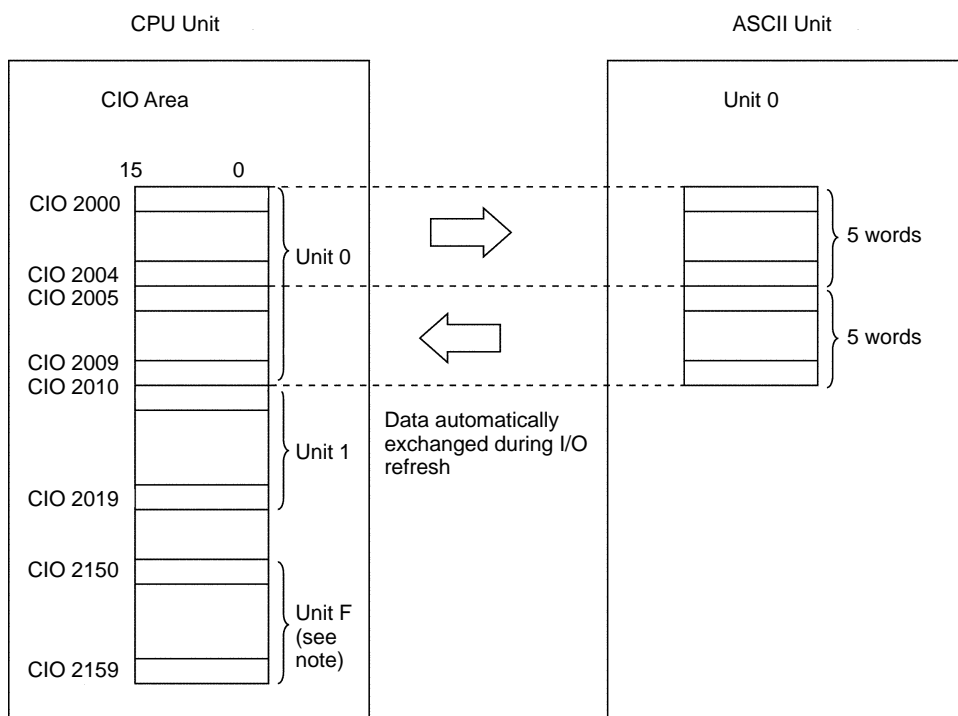 CPU Unit
ASCII Unit
CIO Area
Unit 0
15 0
CIO 2000
CIO 2004
CIO 2005
CIO 2009
CIO 2010
CIO 2019
CIO 2150
CIO 2159
Unit 0
Unit 1
Unit F
(see
note)
5 words
5 words
Data automatically
exchanged during I/O
refresh